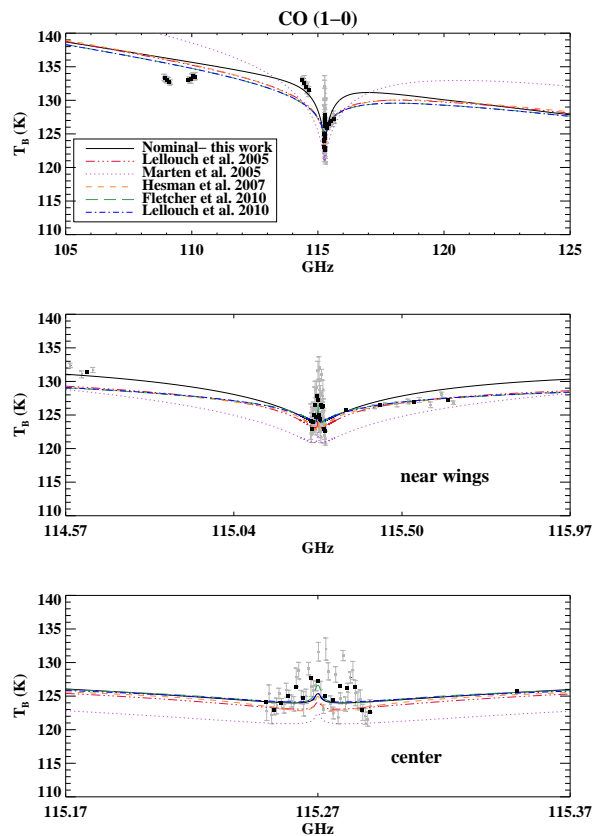 CO (1−0)
140
135
130
125
120
115
110
T_B (K)
Nominal− this work
Lellouch et al. 2005
Marten et al. 2005
Hesman et al. 2007
Fletcher et al. 2010
Lellouch et al. 2010
105
110
115
120
125
GHz
140
135
130
125
120
115
110
T_B (K)
near wings
114.57
115.04
115.50
115.97
GHz
140
135
130
125
120
115
110
T_B (K)
center
115.17
115.27
115.37
GHz